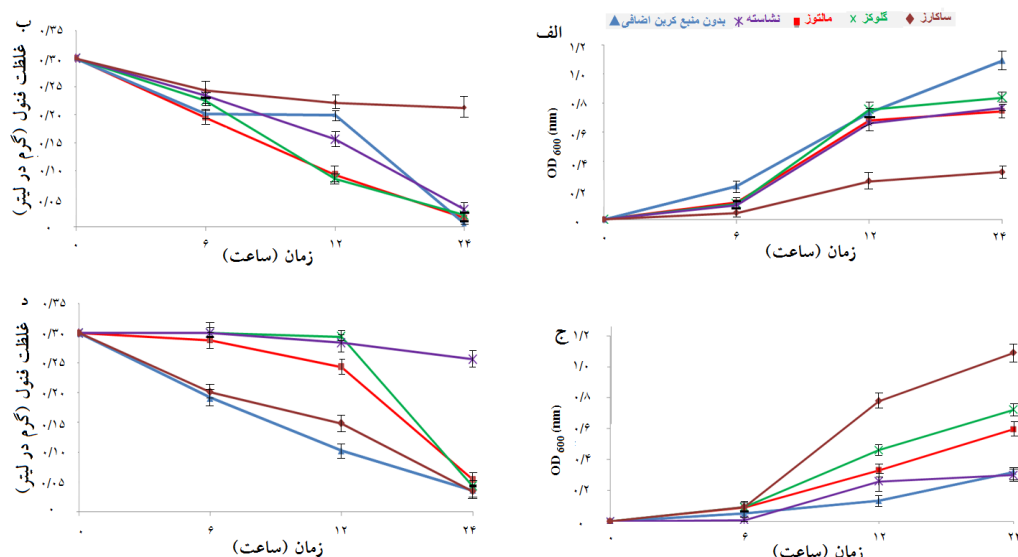 ساکارز گلوکز مالتوز نشاسته بدون منبع کربن اضافی
الف
OD 600 (nm)
۱/۲
۱/۰
۰/۸
۰/۶
۰/۴
۰/۲
۰
۰ ۶ ۱۲ ۲۴
زمان (ساعت)
غلظت فنول (گرم در لیتر)
۰/۳۵
۰/۳۰
۰/۲۵
۰/۲۰
۰/۱۵
۰/۱۰
۰/۰۵
۰
۰ ۶ ۱۲ ۲۴
زمان (ساعت)
ج
OD 600 (nm)
۱/۲
۱/۰
۰/۸
۰/۶
۰/۴
۰/۲
۰
۰ ۶ ۱۲ ۲۴
زمان (ساعت)
غلظت فنول (گرم در لیتر)
۰/۳۵
۰/۳۰
۰/۲۵
۰/۲۰
۰/۱۵
۰/۱۰
۰/۰۵
۰
۰ ۶ ۱۲ ۲۴
زمان (ساعت)